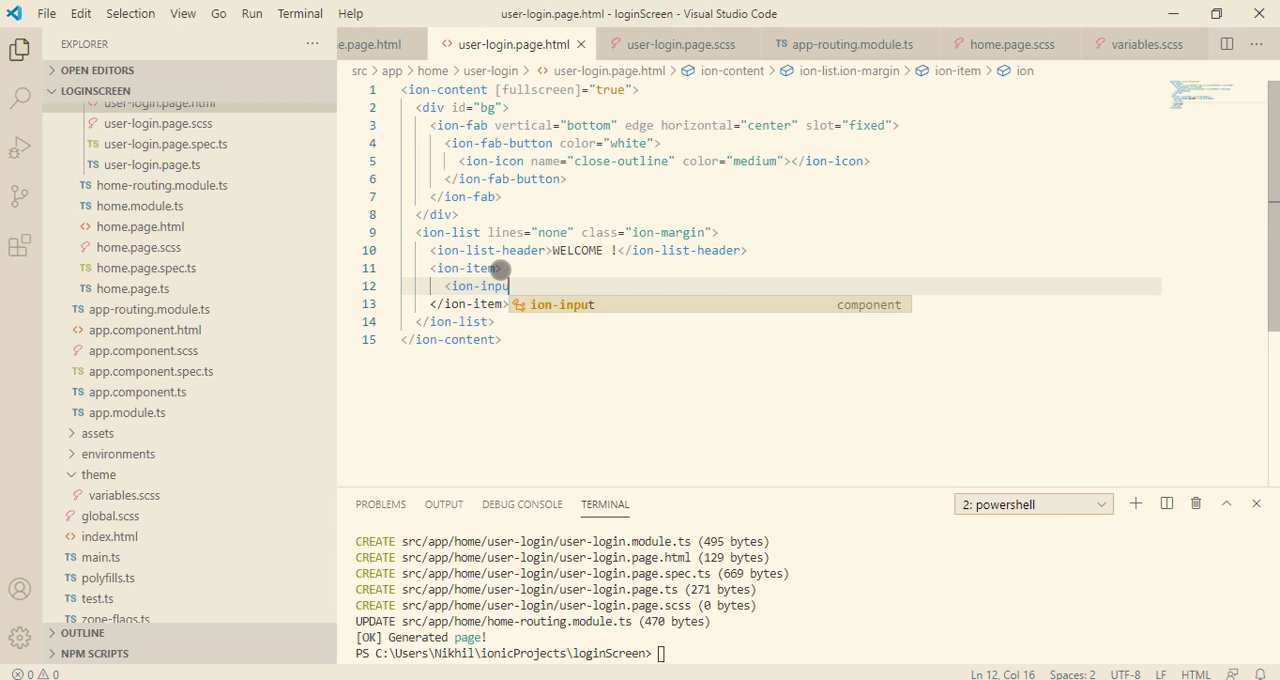 File Edit Selection View Go Run Terminal Help user-login.page.html - loginScreen - Visual Studio Code
EXPLORER
e.page.html user-login.page.html user-login.page.scss app-routing.module.ts home.page.scss variables.scss
OPEN EDITORS
LOGINSCREEN
user-login.page.html
user-login.page.scss
user-login.page.spec.ts
user-login.page.ts
home-routing.module.ts
home.module.ts
home.page.html
home.page.scss
home.page.spec.ts
home.page.ts
app-routing.module.ts
app.component.html
app.component.scss
app.component.spec.ts
app.component.ts
app.module.ts
assets
environments
theme
variables.scss
global.scss
index.html
main.ts
polyfills.ts
test.ts
zone-flags.ts
OUTLINE
NPM SCRIPTS
src > app > home > user-login > user-login.page.html > ion-content > ion-list.ion-margin > ion-item > ion
1 <ion-content [fullscreen]="true">
2 <div id="bg">
3 <ion-fab vertical="bottom" edge horizontal="center" slot="fixed">
4 <ion-fab-button color="white">
5 <ion-icon name="close-outline" color="medium"></ion-icon>
6 </ion-fab-button>
7 </ion-fab>
8 </div>
9 <ion-list lines="none" class="ion-margin">
10 <ion-list-header>WELCOME !</ion-list-header>
11 <ion-item>
12 <ion-inpu
13 </ion-item> ion-input component
14 </ion-list>
15 </ion-content>
PROBLEMS OUTPUT DEBUG CONSOLE TERMINAL 2: powershell
CREATE src/app/home/user-login/user-login.module.ts (495 bytes)
CREATE src/app/home/user-login/user-login.page.html (129 bytes)
CREATE src/app/home/user-login/user-login.page.spec.ts (669 bytes)
CREATE src/app/home/user-login/user-login.page.ts (271 bytes)
CREATE src/app/home/user-login/user-login.page.scss (0 bytes)
UPDATE src/app/home/home-routing.module.ts (470 bytes)
[OK] Generated page!
PS C:\Users\Nikhil\ionicProjects\loginScreen>
0 0 Ln 12, Col 16 Spaces: 2 UTF-8 LF HTML